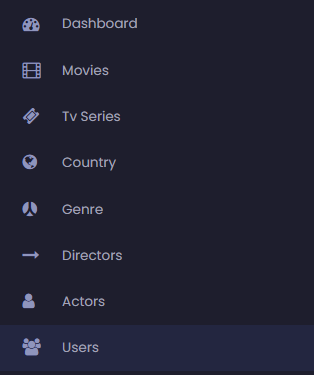 Dashboard
Movies
Tv Series
Country
Genre
Directors
Actors
Users